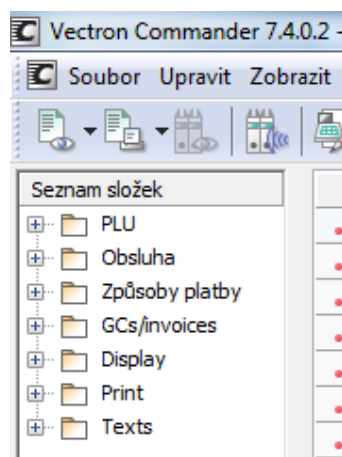 Vectron Commander 7.4.0.2 -
Soubor Upravit Zobrazit
Seznam složek
PLU
Obsluha
Způsoby platby
GCs/invoices
Display
Print
Texts